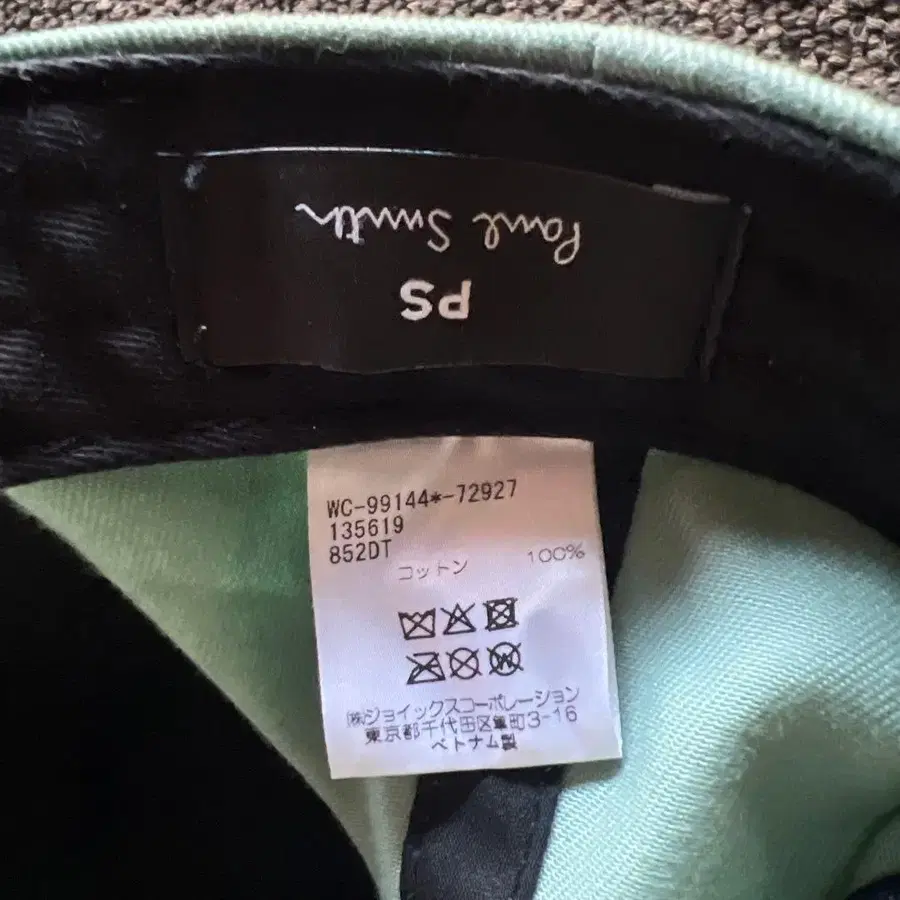 Paul Smith
PS
WC-99144*-72927
135619
852DT
コットン 100%
W
㈱ジョイックスコーポレーション
東京都千代田区隼町3-16
ベトナム製